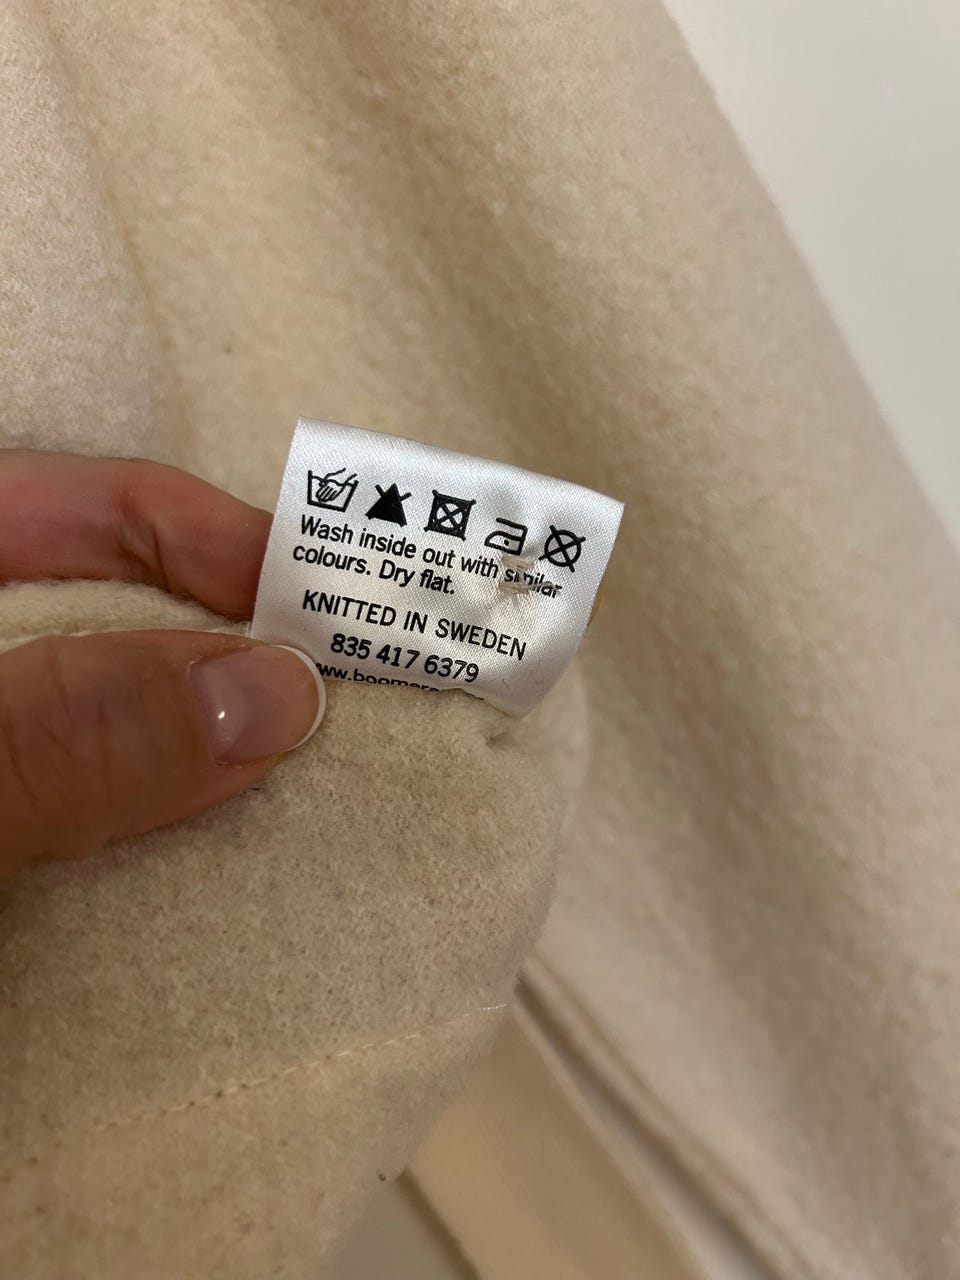 Wash inside out with similar
colours. Dry flat.
KNITTED IN SWEDEN
835 417 6379